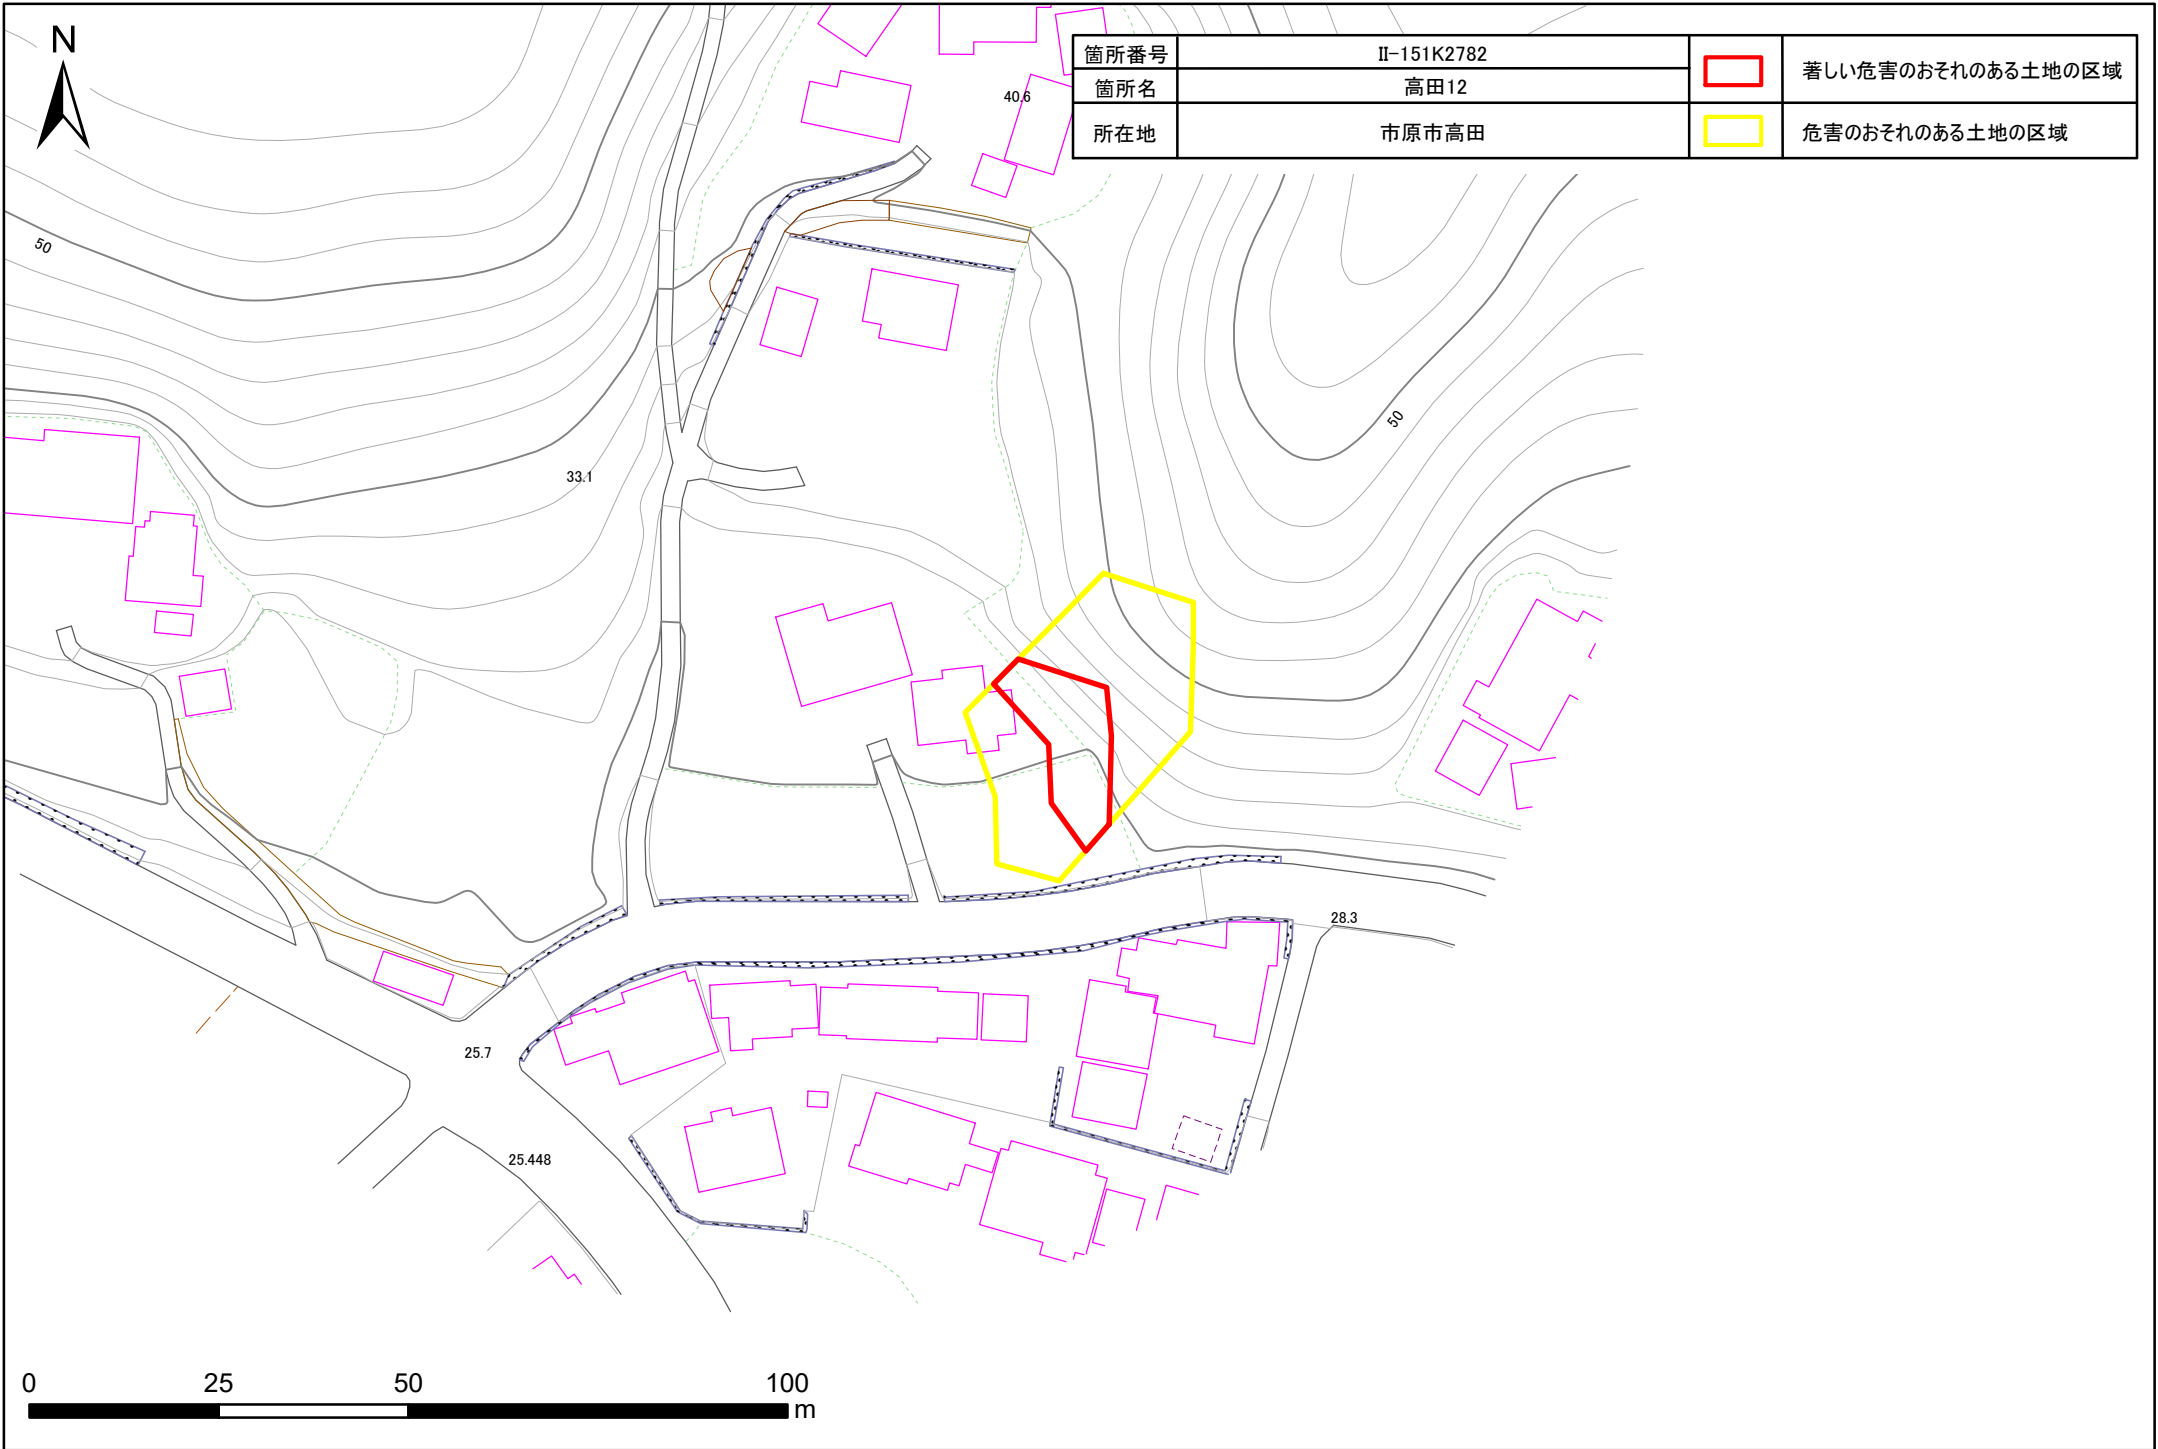 N
箇所番号 II-151K2782
箇所名 高田12
所在地 市原市高田
著しい危害のおそれのある土地の区域
危害のおそれのある土地の区域
40.6
50
50
33.1
28.3
25.7
25.448
0 25 50 100
m